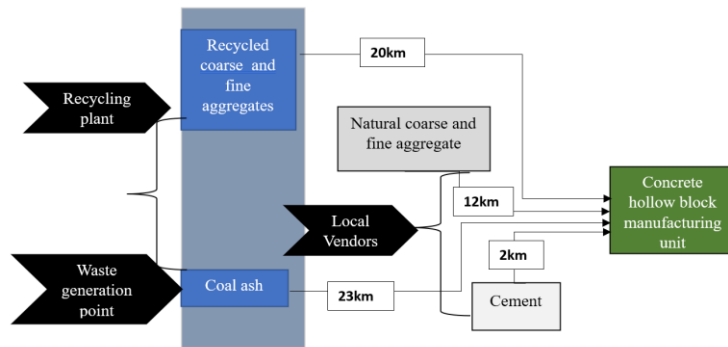 Recycled
coarse and
fine
aggregates
20km
Recycling
plant
Natural coarse and
fine aggregate
Concrete
hollow block
manufacturing
unit
12km
Local
Vendors
2km
Waste
generation
point
Coal ash
23km
Cement